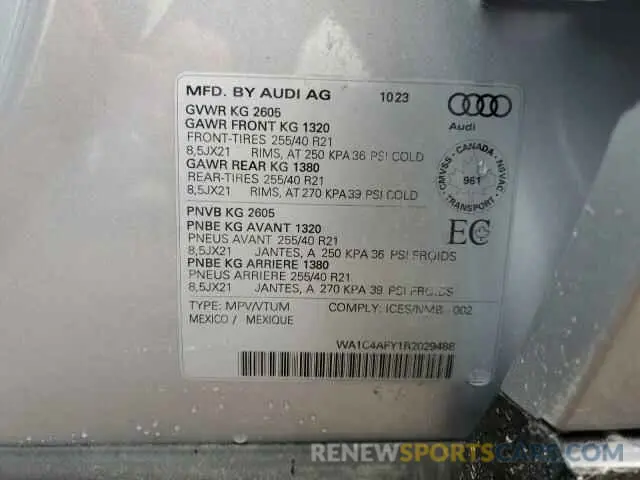 MFD. BY AUDI AG 10 23
GVWR KG 2605
GAWR FRONT KG 1320
FRONT-TIRES 255/40 R21
8,5JX21 RIMS, AT 250 KPA 36 PSI COLD
GAWR REAR KG 1380
REAR-TIRES 255/40 R21
8,5JX21 RIMS, AT 270 KPA 39 PSI COLD
CMVSS - CANADA - NSVAC
961
PNVB KG 2605
PNBE KG AVANT 1320
PNEUS AVANT 255/40 R21
8,5JX21 JANTES, A 250 KPA 36 PSI FROIDS
PNBE KG ARRIERE 1380
PNEUS ARRIERE 255/40 R21
8,5JX21 JANTES, A 270 KPA 39 PSI FROIDS
EC
TYPE: MPV/VTUM COMPLY: ICES/NMB - 002
MEXICO / MEXIQUE
RENEWSPORTSCARS.COM